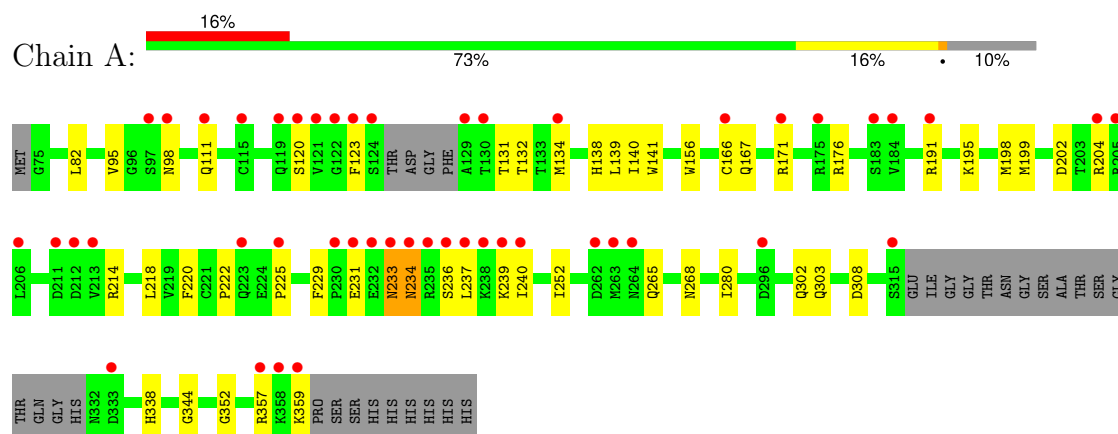 16%
Chain A:
73% 16% • 10%
MET G75 L82 V95 G96 S97 N98 Q111 C115 Q119 S120 V121 G122 F123 S124 THR ASP GLY PHE A129 T130 T131 T132 T133 M134 H138 L139 I140 W141 W156 C166 Q167 R171 R175 R176 S183 V184 R191 K195 M198 M199 D202 T203 R204
L206 D211 D212 V213 R214 L218 V219 F220 C221 P222 Q223 E224 P225 F229 P230 E231 E232 N233 N234 R235 S236 L237 K238 K239 I240 I252 D262 M263 N264 Q265 N268 I280 D296 Q302 Q303 D308 S315 GLU ILE GLY GLY THR ASN GLY SER ALA THR SER
THR GLN GLY HIS N332 D333 H338 G344 G352 R357 K358 K359 PRO SER SER HIS HIS HIS HIS HIS HIS